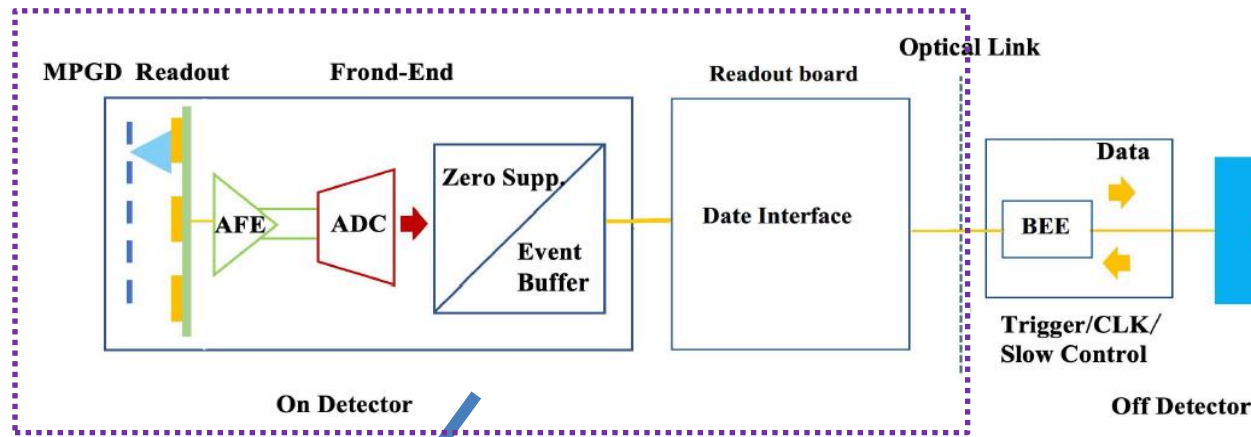 Optical Link
MPGD Readout
Frond-End
Readout board
Data
Zero Supp.
AFE
ADC
Date Interface
BEE
Event
Buffer
Trigger/CLK/
Slow Control
On Detector
Off Detector